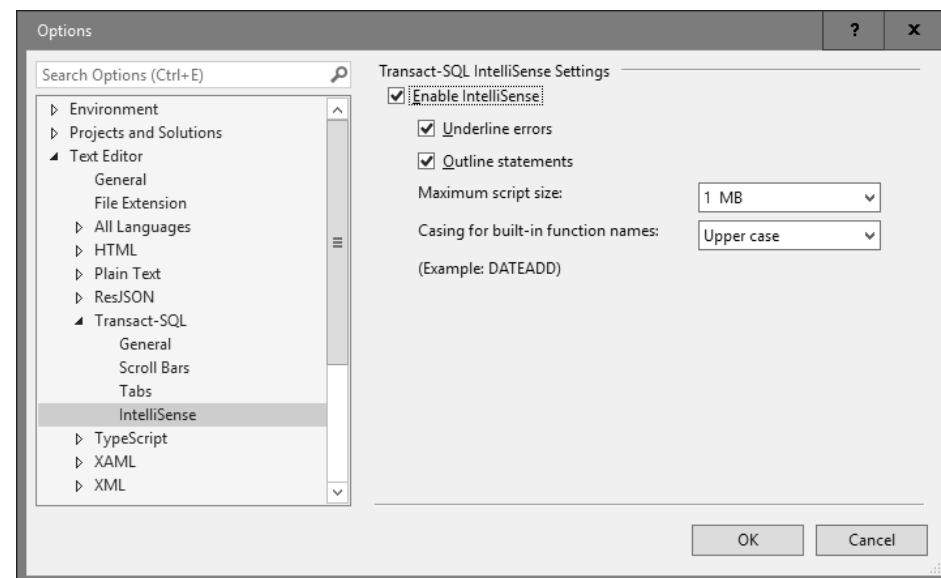 Options
? x
Search Options (Ctrl+E)
Environment
Projects and Solutions
Text Editor
General
File Extension
All Languages
HTML
Plain Text
ResJSON
Transact-SQL
General
Scroll Bars
Tabs
IntelliSense
TypeScript
XAML
XML
Transact-SQL IntelliSense Settings
Enable IntelliSense
Underline errors
Outline statements
Maximum script size: 1 MB
Casing for built-in function names: Upper case
(Example: DATEADD)
OK Cancel